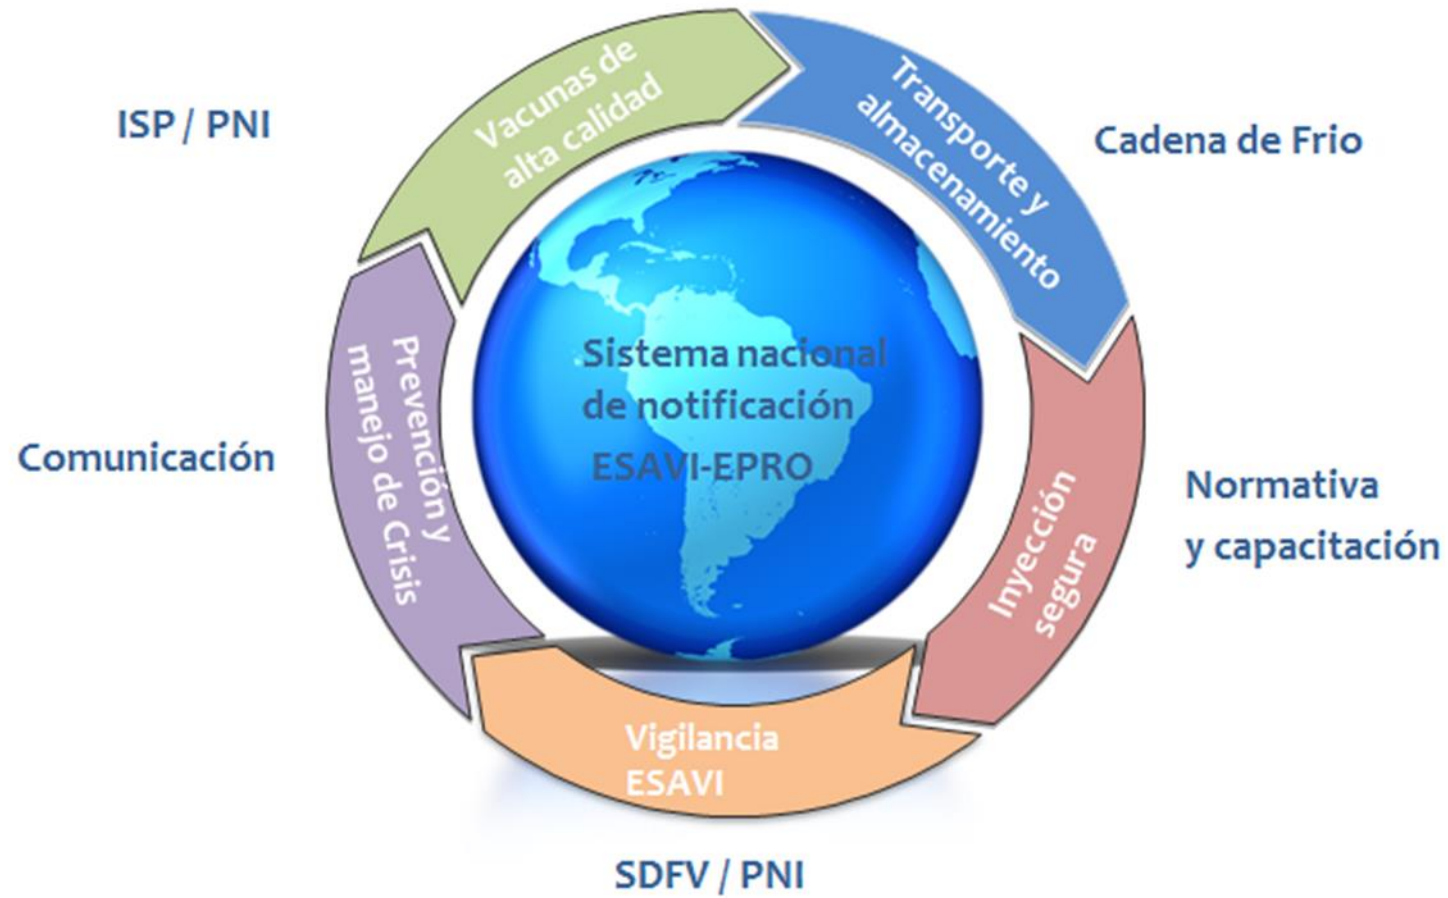 Vacunas de
alta calidad
ISP / PNI
Transporte y
almacenamiento
Cadena de Frio
Inyección
segura
Normativa
y capacitación
Vigilancia
ESAVI
SDFV / PNI
Prevención y
manejo de Crisis
Comunicación
Sistema nacional
de notificación
ESAVI-EPRO